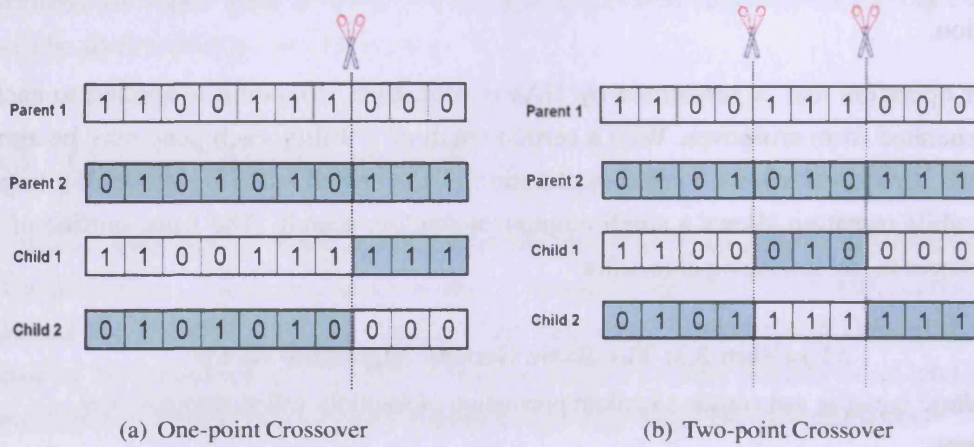 Parent 1 1 0 0 1 1 1 0 0 0
Parent 2 0 1 0 1 0 1 0 1 1 1
Child 1 1 1 0 0 1 1 1 1 1 1
Child 2 0 1 0 1 0 1 0 0 0 0
(a) One-point Crossover
Parent 1 1 1 0 0 1 1 1 0 0 0
Parent 2 0 1 0 1 0 0 0 1 1 1
Child 1 1 1 0 0 0 0 0 0 0 0
Child 2 0 1 0 1 1 1 1 1 1 1
(b) Two-point Crossover